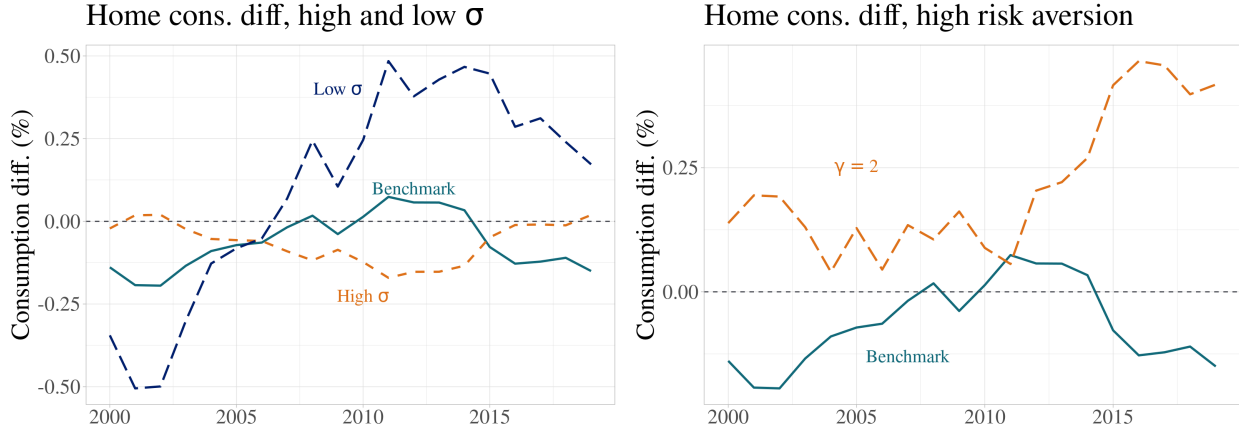 Home cons. diff, high and low σ
Consumption diff. (%)
0.50
0.25
0.00
-0.25
-0.50
Low σ
Benchmark
High σ
2000
2005
2010
2015
Home cons. diff, high risk aversion
Consumption diff. (%)
0.25
0.00
γ = 2
Benchmark
2000
2005
2010
2015